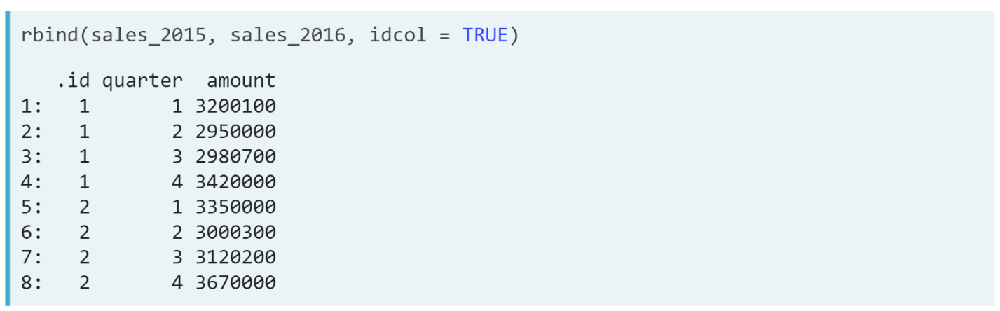 rbind(sales_2015, sales_2016, idcol = TRUE)
.id quarter amount
1: 1 1 3200100
2: 1 2 2950000
3: 1 3 2980700
4: 1 4 3420000
5: 2 1 3350000
6: 2 2 3000300
7: 2 3 3120200
8: 2 4 3670000